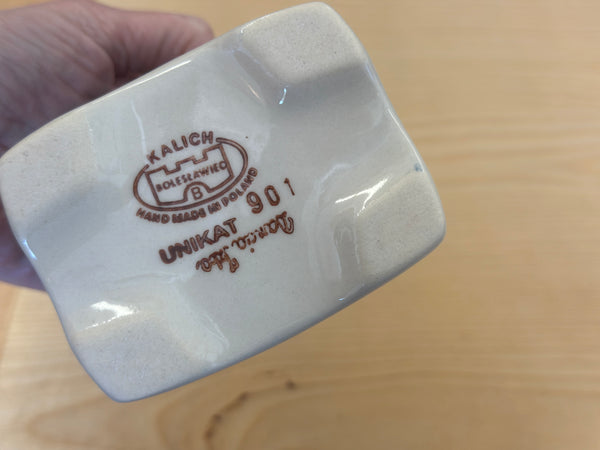 KALICH
BOLESŁAWIEC
B
HAND MADE IN POLAND
UNIKAT 901